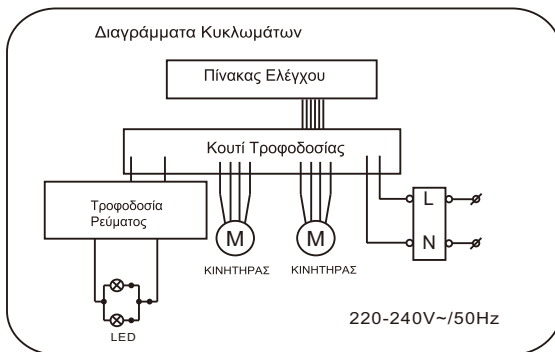 Διαγράμματα Κυκλωμάτων
Πίνακας Ελέγχου
Κουτί Τροφοδοσίας
Τροφοδοσία
Ρεύματος
L
N
M
M
ΚΙΝΗΤΗΡΑΣ
ΚΙΝΗΤΗΡΑΣ
LED
220-240V~/50Hz